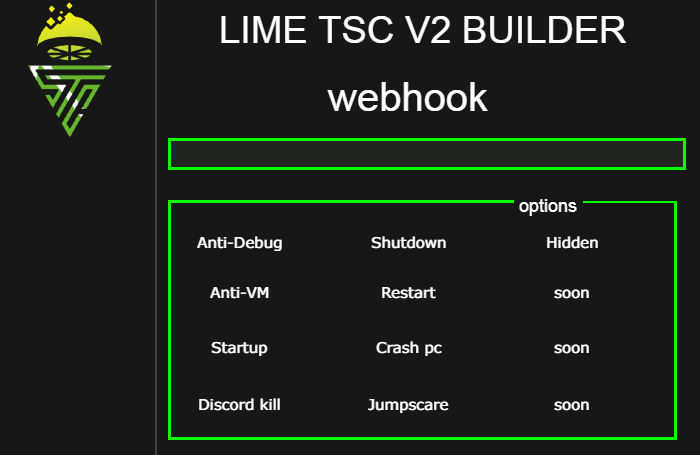 LIME TSC V2 BUILDER
webhook
options
Anti-Debug Shutdown Hidden
Anti-VM Restart soon
Startup Crash pc soon
Discord kill Jumpscare soon